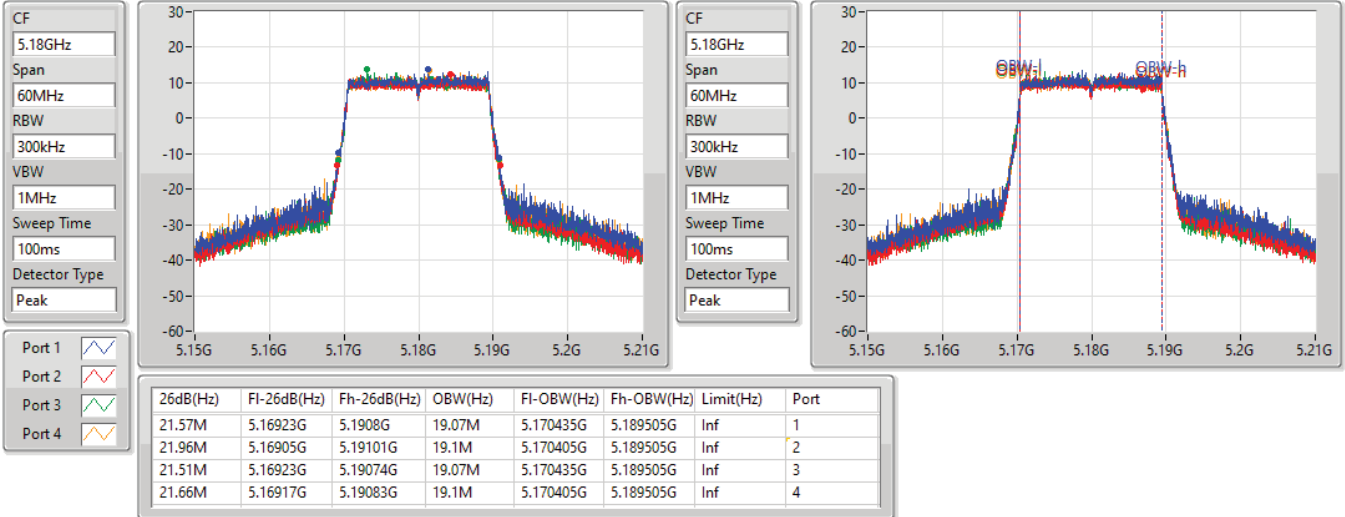 CF
5.18GHz
Span
60MHz
RBW
300kHz
VBW
1MHz
Sweep Time
100ms
Detector Type
Peak
30
20
10
0
-10
-20
-30
-40
-50
-60
5.15G 5.16G 5.17G 5.18G 5.19G 5.2G 5.21G
CF
5.18GHz
Span
60MHz
RBW
300kHz
VBW
1MHz
Sweep Time
100ms
Detector Type
Peak
30
20
10
0
-10
-20
-30
-40
-50
-60
OBW-l OBW-h
5.15G 5.16G 5.17G 5.18G 5.19G 5.2G 5.21G
Port 1
Port 2
Port 3
Port 4
26dB(Hz) Fl-26dB(Hz) Fh-26dB(Hz) OBW(Hz) Fl-OBW(Hz) Fh-OBW(Hz) Limit(Hz) Port
21.57M 5.16923G 5.1908G 19.07M 5.170435G 5.189505G Inf 1
21.96M 5.16905G 5.19101G 19.1M 5.170405G 5.189505G Inf 2
21.51M 5.16923G 5.19074G 19.07M 5.170435G 5.189505G Inf 3
21.66M 5.16917G 5.19083G 19.1M 5.170405G 5.189505G Inf 4